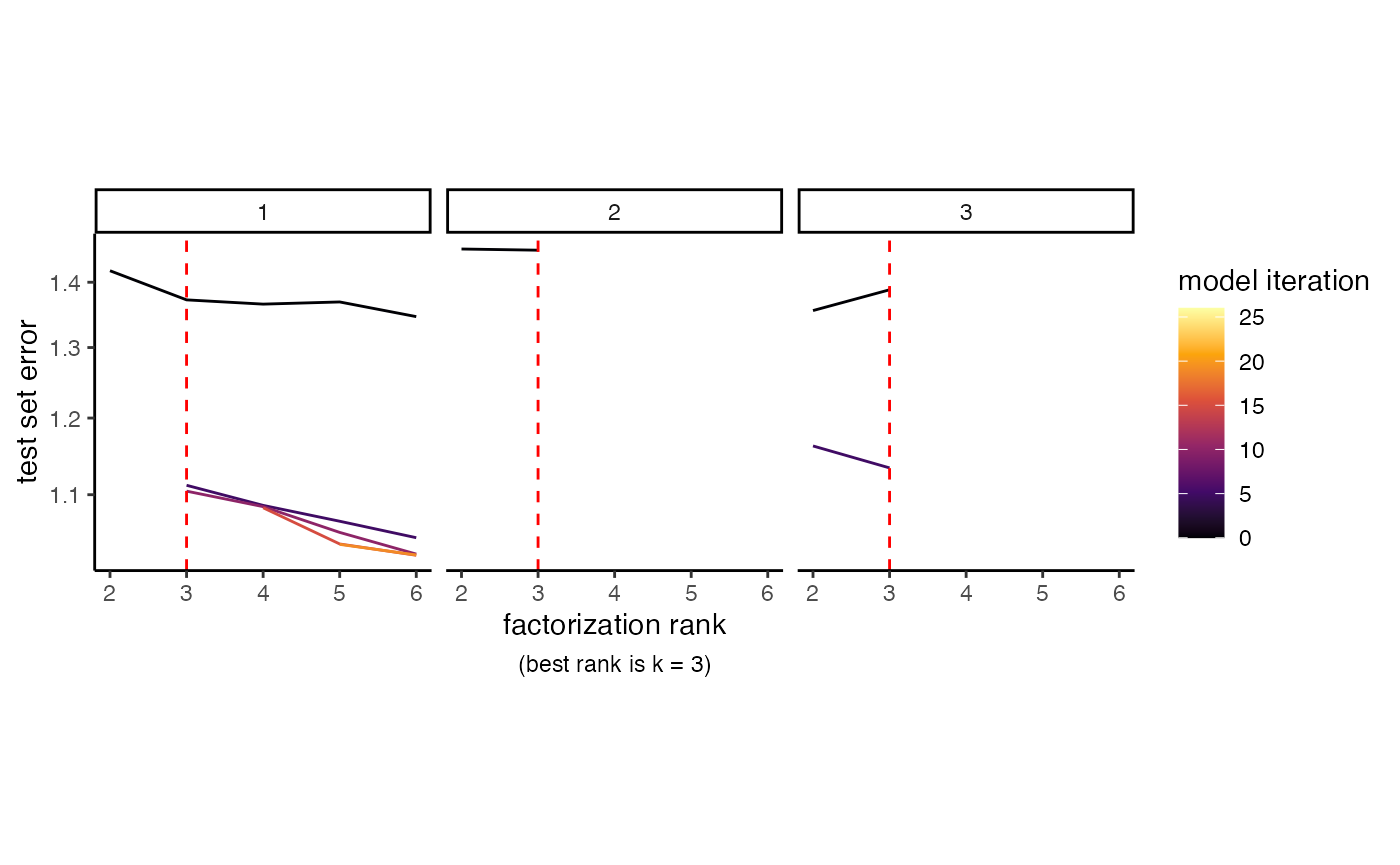 1 2 3
test set error
1.4
1.3
1.2
1.1
2 3 4 5 6 2 3 4 5 6 2 3 4 5 6
factorization rank
(best rank is k = 3)
model iteration
25
20
15
10
5
0